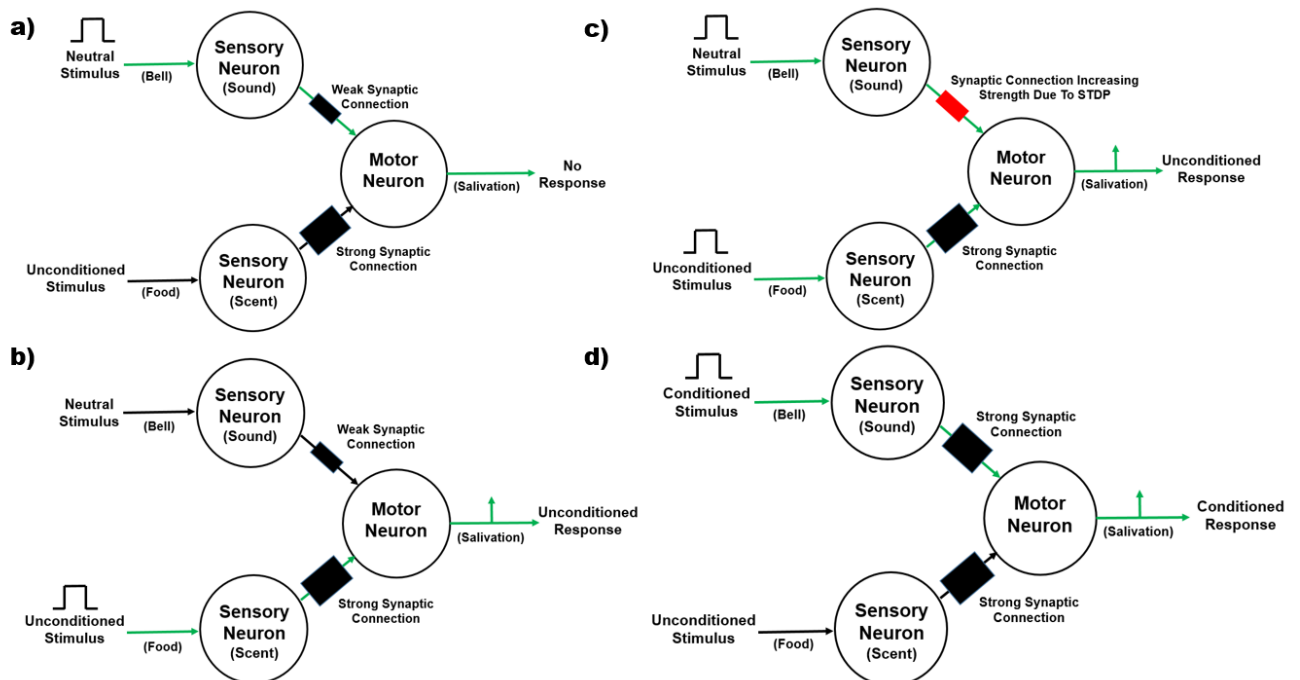 a)
Neutral
Stimulus
(Bell)
Sensory
Neuron
(Sound)
Weak Synaptic
Connection
Motor
Neuron
(Salivation)
No
Response
Unconditioned
Stimulus
(Food)
Sensory
Neuron
(Scent)
Strong Synaptic
Connection
b)
Neutral
Stimulus
(Bell)
Sensory
Neuron
(Sound)
Weak Synaptic
Connection
Motor
Neuron
(Salivation)
Unconditioned
Response
Unconditioned
Stimulus
(Food)
Sensory
Neuron
(Scent)
Strong Synaptic
Connection
c)
Neutral
Stimulus
(Bell)
Sensory
Neuron
(Sound)
Synaptic Connection Increasing
Strength Due To STDP
Motor
Neuron
(Salivation)
Unconditioned
Response
Unconditioned
Stimulus
(Food)
Sensory
Neuron
(Scent)
Strong Synaptic
Connection
d)
Conditioned
Stimulus
(Bell)
Sensory
Neuron
(Sound)
Strong Synaptic
Connection
Motor
Neuron
(Salivation)
Conditioned
Response
Unconditioned
Stimulus
(Food)
Sensory
Neuron
(Scent)
Strong Synaptic
Connection